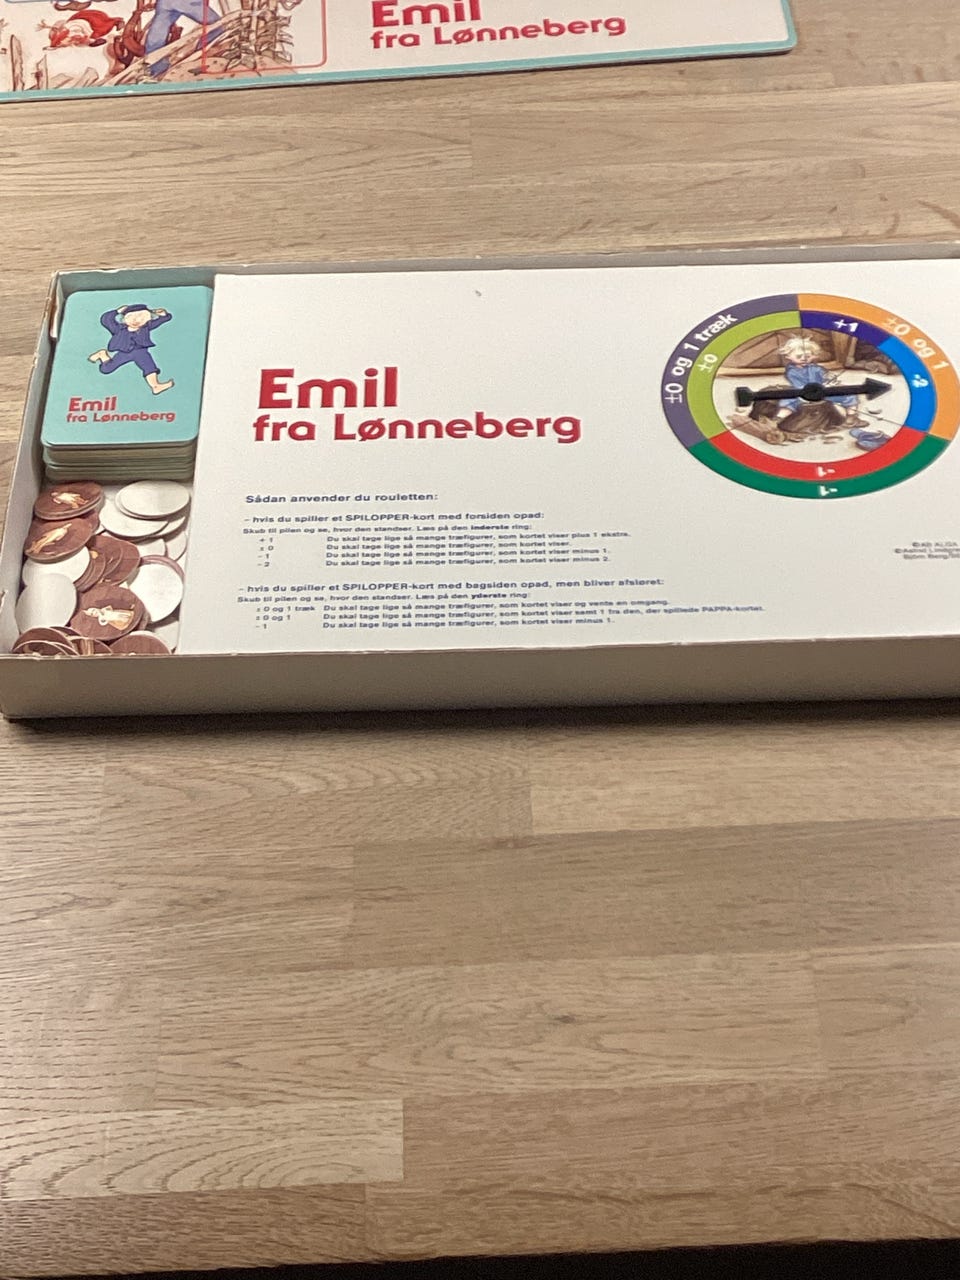 Emil
fra Lønneberg
Emil
fra Lønneberg
Emil
fra Lønneberg
±0 og 1 træk
±0 og 1
-1
±0
+1
-2
-1
Sådan anvender du rouletten:
– hvis du spiller et SPILOPPER-kort med forsiden opad:
Skub til pilen og se, hvor den standser. Læs på den inderste ring:
+ 1 Du skal tage lige så mange træfigurer, som kortet viser plus 1 ekstra.
± 0 Du skal tage lige så mange træfigurer, som kortet viser.
– 1 Du skal tage lige så mange træfigurer, som kortet viser minus 1.
– 2 Du skal tage lige så mange træfigurer, som kortet viser minus 2.
– hvis du spiller et SPILOPPER-kort med bagsiden opad, men bliver afsløret:
Skub til pilen og se, hvor den standser. Læs på den yderste ring:
± 0 og 1 træk Du skal tage lige så mange træfigurer, som kortet viser og vente en omgang.
± 0 og 1 Du skal tage lige så mange træfigurer, som kortet viser samt 1 fra den, der spillede PAPPA-kortet.
– 1 Du skal tage lige så mange træfigurer, som kortet viser minus 1.
©AB ALGA
©Astrid Lindgren
Björn Berg